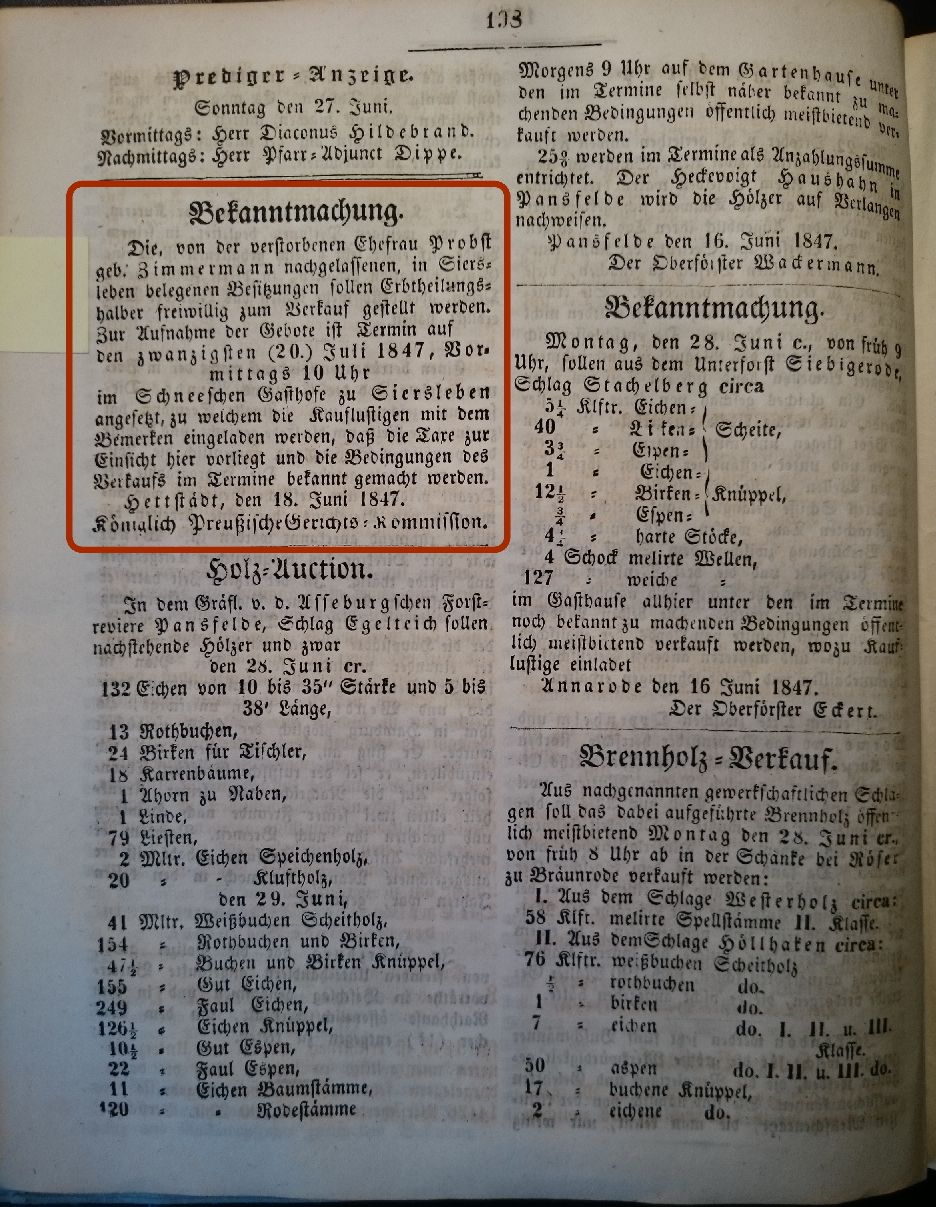 198
Prediger-Anzeige.
Sonntag den 27. Juni.
Vormittags: Herr Diaconus Hildebrand.
Nachmittags: Herr Pfarr-Adjunct Dippe.
Bekanntmachung.
Die, von der verstorbenen Ehefrau Probst
geb. Zimmermann nachgelassenen, in Siers-
leben belegenen Besitzungen sollen Erbtheilungs-
halber freiwillig zum Verkauf gestellt werden.
Zur Aufnahme der Gebote ist Termin auf
den zwanzigsten (20.) Juli 1847, Vor-
mittags 10 Uhr
im Schneeschen Gasthofe zu Siersleben
angesetzt, zu welchem die Kauflustigen mit dem
Bemerken eingeladen werden, daß die Taxe zur
Einsicht hier vorliegt und die Bedingungen des
Verkaufs im Termine bekannt gemacht werden.
Hettstädt, den 18. Juni 1847.
Königlich Preußische Gerichts-Kommission.
Holz-Auction.
In dem Gräfl. v. d. Asseburgschen Forst-
reviere Pansfelde, Schlag Egelteich sollen
nachstehende Hölzer und zwar
den 28. Juni cr.
132 Eichen von 10 bis 35" Stärke und 5 bis
38' Länge,
13 Rothbuchen,
24 Birken für Tischler,
18 Karrenbäume,
1 Ahorn zu Naben,
1 Linde,
79 Liesten,
2 Mltr. Eichen Speichenholz,
20 = - Kluftholz,
den 29. Juni,
41 Mltr. Weißbuchen Scheitholz,
154 = Rothbuchen und Birken,
47½ = Buchen und Birken Knüppel,
155 = Gut Eichen,
249 = Faul Eichen,
126½ = Eichen Knüppel,
10½ = Gut Espen,
22 = Faul Espen,
11 = Eichen Baumstämme,
120 = = Rodestämme
Morgens 9 Uhr auf dem Gartenhause unter
den im Termine selbst näher bekannt zu ma-
chenden Bedingungen öffentlich meistbietend ver-
kauft werden.
25% werden im Termine als Anzahlungssumme
entrichtet. Der Heckevoigt Haushahn in
Pansfelde wird die Hölzer auf Verlangen
nachweisen.
Pansfelde den 16. Juni 1847.
Der Oberförster Wackermann.
Bekanntmachung.
Montag, den 28. Juni c., von früh 9
Uhr, sollen aus dem Unterforst Siebigerode,
Schlag Stachelberg circa
5¼ Klftr. Eichen-
40 = Birken- Scheite,
3¾ = Espen-
1 = Eichen-
12½ = Birken- Knüppel,
¾ = Espen-
harte Stöcke,
4 Schock melirte Wellen,
127 = weiche =
im Gasthause allhier unter den im Termine
noch bekannt zu machenden Bedingungen öffent-
lich meistbietend verkauft werden, wozu Kauf-
lustige einladet
Annarode den 16 Juni 1847.
Der Oberförster Eckert.
Brennholz-Verkauf.
Aus nachgenannten gewerkschaftlichen Schlä-
gen soll das dabei aufgeführte Brennholz öffen-
lich meistbietend Montag den 28. Juni cr.,
von früh 8 Uhr ab in der Schänke bei Röser
zu Bräunrode verkauft werden:
I. Aus dem Schlage Westerholz circa:
58 Klft. melirte Spellstämme II. Klasse.
II. Aus dem Schlage Höllhaken circa:
76 Klftr. weißbuchen Scheitholz
½ = rothbuchen do.
1 = birken do.
7 = eichen do. I. II. u. III.
Klasse.
50 = aspen do. I. II. u. III. do.
17 = buchene Knüppel,
2 = eichene do.